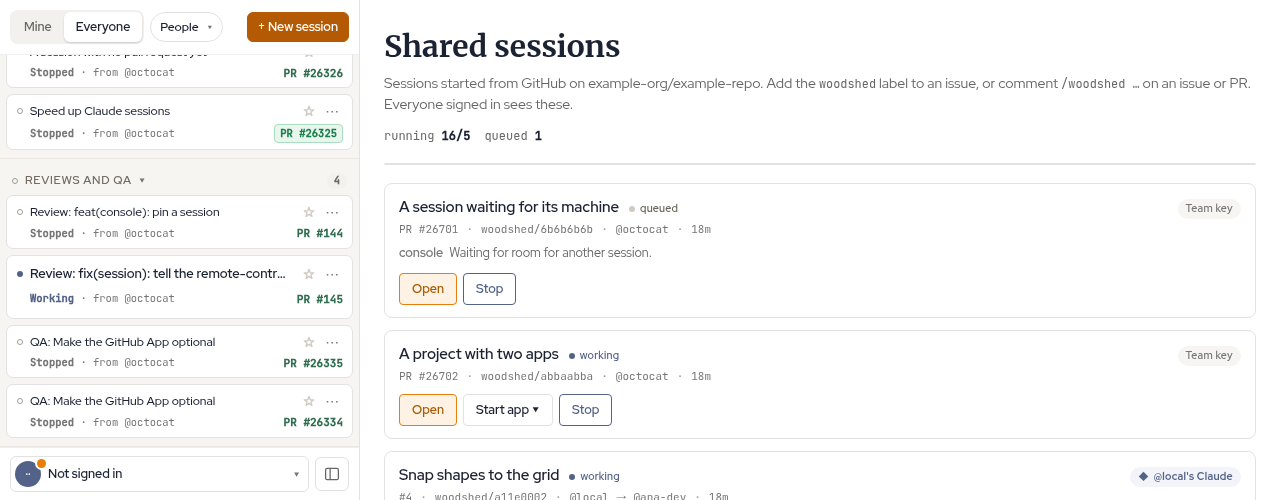 Mine
Everyone
People
+ New session
Stopped · from @octocat
PR #26326
Speed up Claude sessions
Stopped · from @octocat
PR #26325
REVIEWS AND QA
4
Review: feat(console): pin a session
Stopped · from @octocat
PR #144
Review: fix(session): tell the remote-contr…
Working · from @octocat
PR #145
QA: Make the GitHub App optional
Stopped · from @octocat
PR #26335
QA: Make the GitHub App optional
Stopped · from @octocat
PR #26334
Not signed in
Shared sessions
Sessions started from GitHub on example-org/example-repo. Add the woodshed label to an issue, or comment /woodshed … on an issue or PR.
Everyone signed in sees these.
running 16/5 queued 1
A session waiting for its machine
queued
Team key
PR #26701 · woodshed/6b6b6b6b · @octocat · 18m
console Waiting for room for another session.
Open
Stop
A project with two apps
working
Team key
PR #26702 · woodshed/abbaabba · @octocat · 18m
Open
Start app
Stop
Snap shapes to the grid
working
@local's Claude
#4 · woodshed/a11e0002 · @local → @ana-dev · 18m